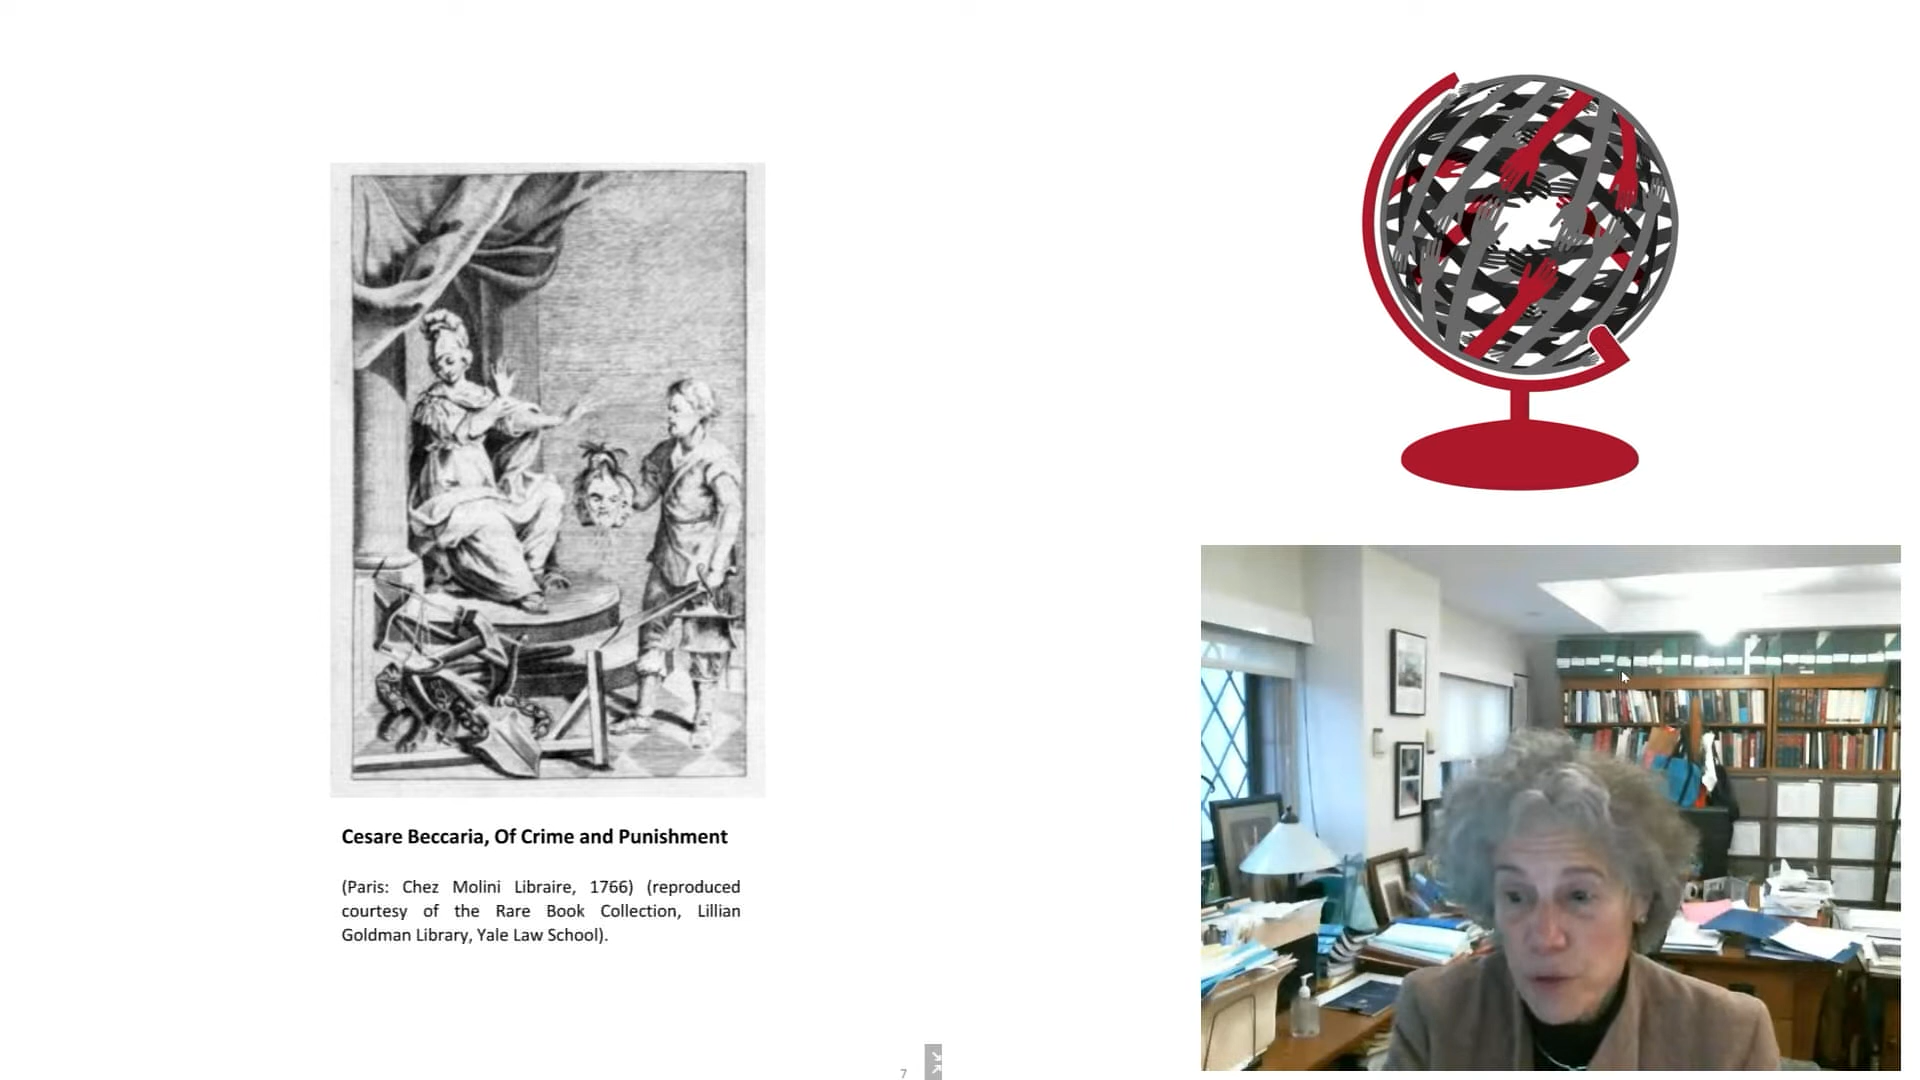 Cesare Beccaria, Of Crime and Punishment
(Paris: Chez Molini Libraire, 1766) (reproduced
courtesy of the Rare Book Collection, Lillian
Goldman Library, Yale Law School).
7